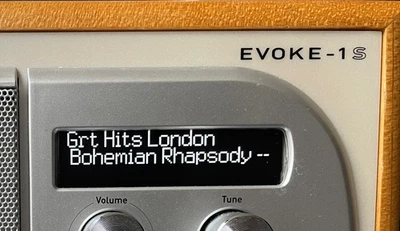 EVOKE-1S
Grt Hits London
Bohemian Rhapsody --
Volume
Tune